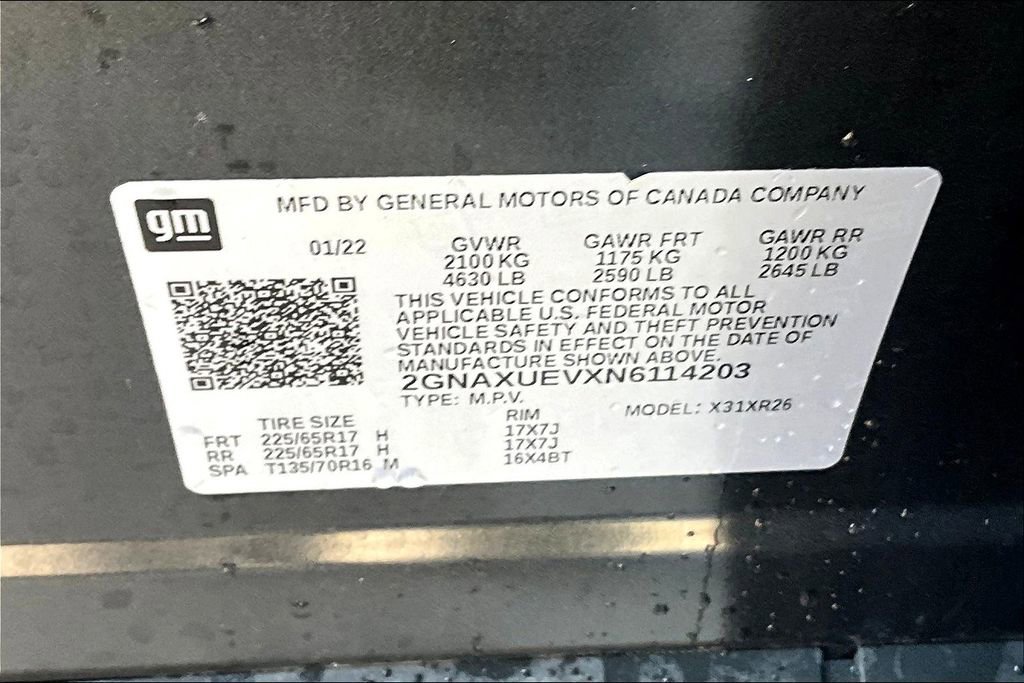 gm
MFD BY GENERAL MOTORS OF CANADA COMPANY
01/22 GVWR GAWR FRT GAWR RR
2100 KG 1175 KG 1200 KG
4630 LB 2590 LB 2645 LB
THIS VEHICLE CONFORMS TO ALL
APPLICABLE U.S. FEDERAL MOTOR
VEHICLE SAFETY AND THEFT PREVENTION
STANDARDS IN EFFECT ON THE DATE OF
MANUFACTURE SHOWN ABOVE.
2GNAXUEVXN6114203
TYPE: M.P.V. MODEL: X31XR26
TIRE SIZE RIM
FRT 225/65R17 H 17X7J
RR 225/65R17 H 17X7J
SPA T135/70R16 M 16X4BT